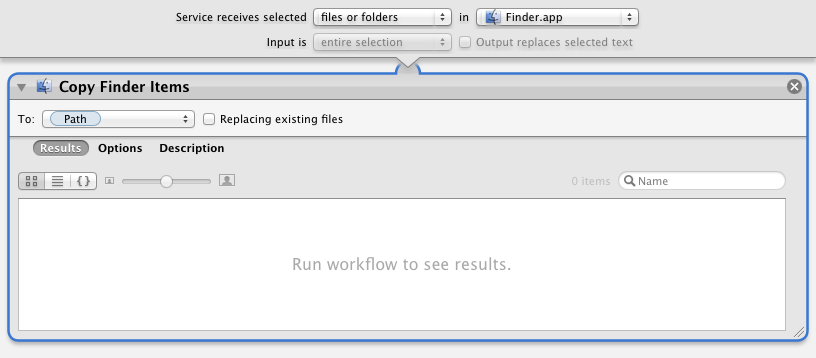 Service receives selected files or folders in Finder.app
Input is entire selection Output replaces selected text
Copy Finder Items
To: Path Replacing existing files
Results Options Description
{} 0 items Name
Run workflow to see results.